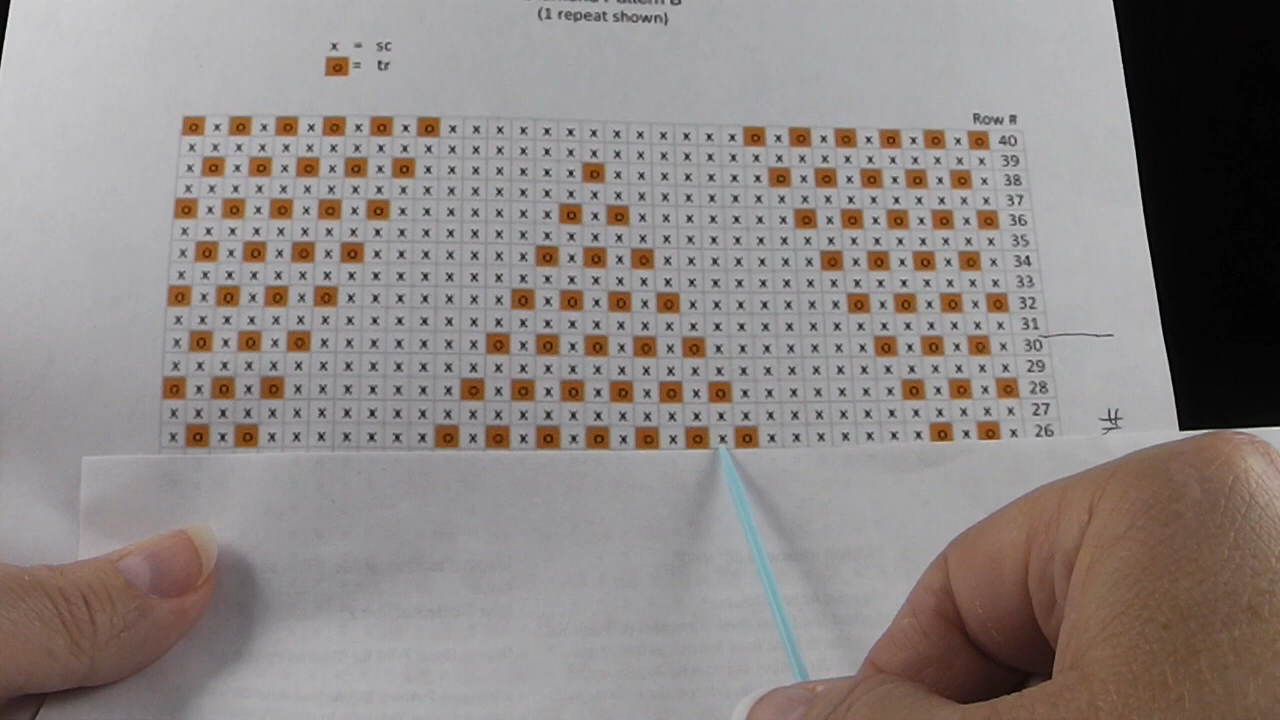 (1 repeat shown)
x = sc
o = tr
Row #
o x o x o x o x o x o x x x x x x x x x x x x x o x o x o x o x o x o 40
x x x x x x x x x x x x x x x x x x x x x x x x x x x x x x x x x x x 39
x o x o x o x o x o x x x x x x x o x x x x x x x o x o x o x o x o x 38
x x x x x x x x x x x x x x x x x x x x x x x x x x x x x x x x x x x 37
o x o x o x o x o x x x x x x x o x o x x x x x x x o x o x o x o x o 36
x x x x x x x x x x x x x x x x x x x x x x x x x x x x x x x x x x x 35
x o x o x o x o x x x x x x x o x o x o x x x x x x x o x o x o x o x 34
x x x x x x x x x x x x x x x x x x x x x x x x x x x x x x x x x x x 33
o x o x o x o x x x x x x x o x o x o x o x x x x x x x o x o x o x o 32
x x x x x x x x x x x x x x x x x x x x x x x x x x x x x x x x x x x 31
x o x o x o x x x x x x x o x o x o x o x o x x x x x x x o x o x o x 30
x x x x x x x x x x x x x x x x x x x x x x x x x x x x x x x x x x x 29
o x o x o x x x x x x x o x o x o x o x o x o x x x x x x x o x o x o 28
x x x x x x x x x x x x x x x x x x x x x x x x x x x x x x x x x x x 27
x o x o x x x x x x x o x o x o x o x o x o x o x x x x x x x o x o x 26